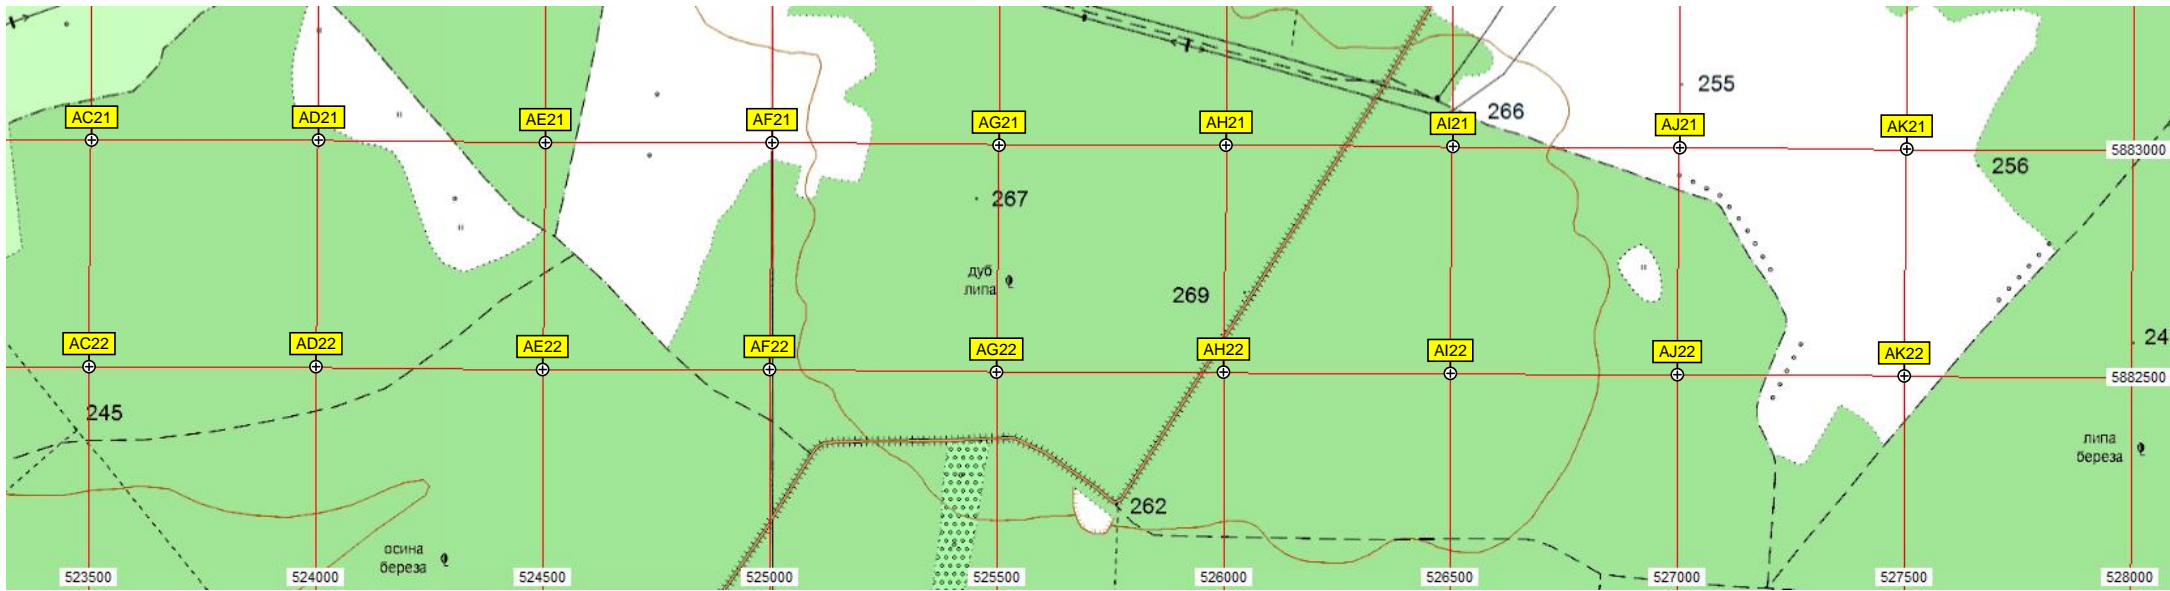 255
266
AC21
AD21
AE21
AF21
AG21
AH21
AI21
AJ21
AK21
5883000
256
267
дуб
липа
269
24
AC22
AD22
AE22
AF22
AG22
AH22
AI22
AJ22
AK22
5882500
245
липа
береза
262
осина
береза
523500
524000
524500
525000
525500
526000
526500
527000
527500
528000